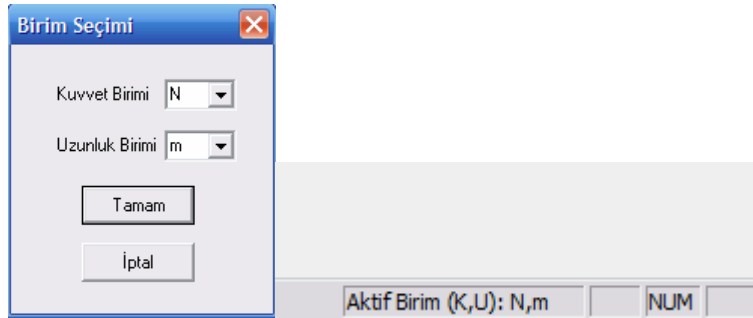 Birim Seçimi
Kuvvet Birimi N
Uzunluk Birimi m
Tamam
İptal
Aktif Birim (K,U): N,m NUM